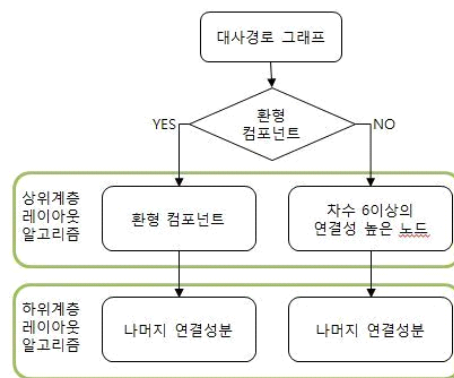 대사경로 그래프
환형
컴포넌트
YES
NO
상위계층
레이아웃
알고리즘
환형 컴포넌트
차수 6이상의
연결성 높은 노드
하위계층
레이아웃
알고리즘
나머지 연결성분
나머지 연결성분